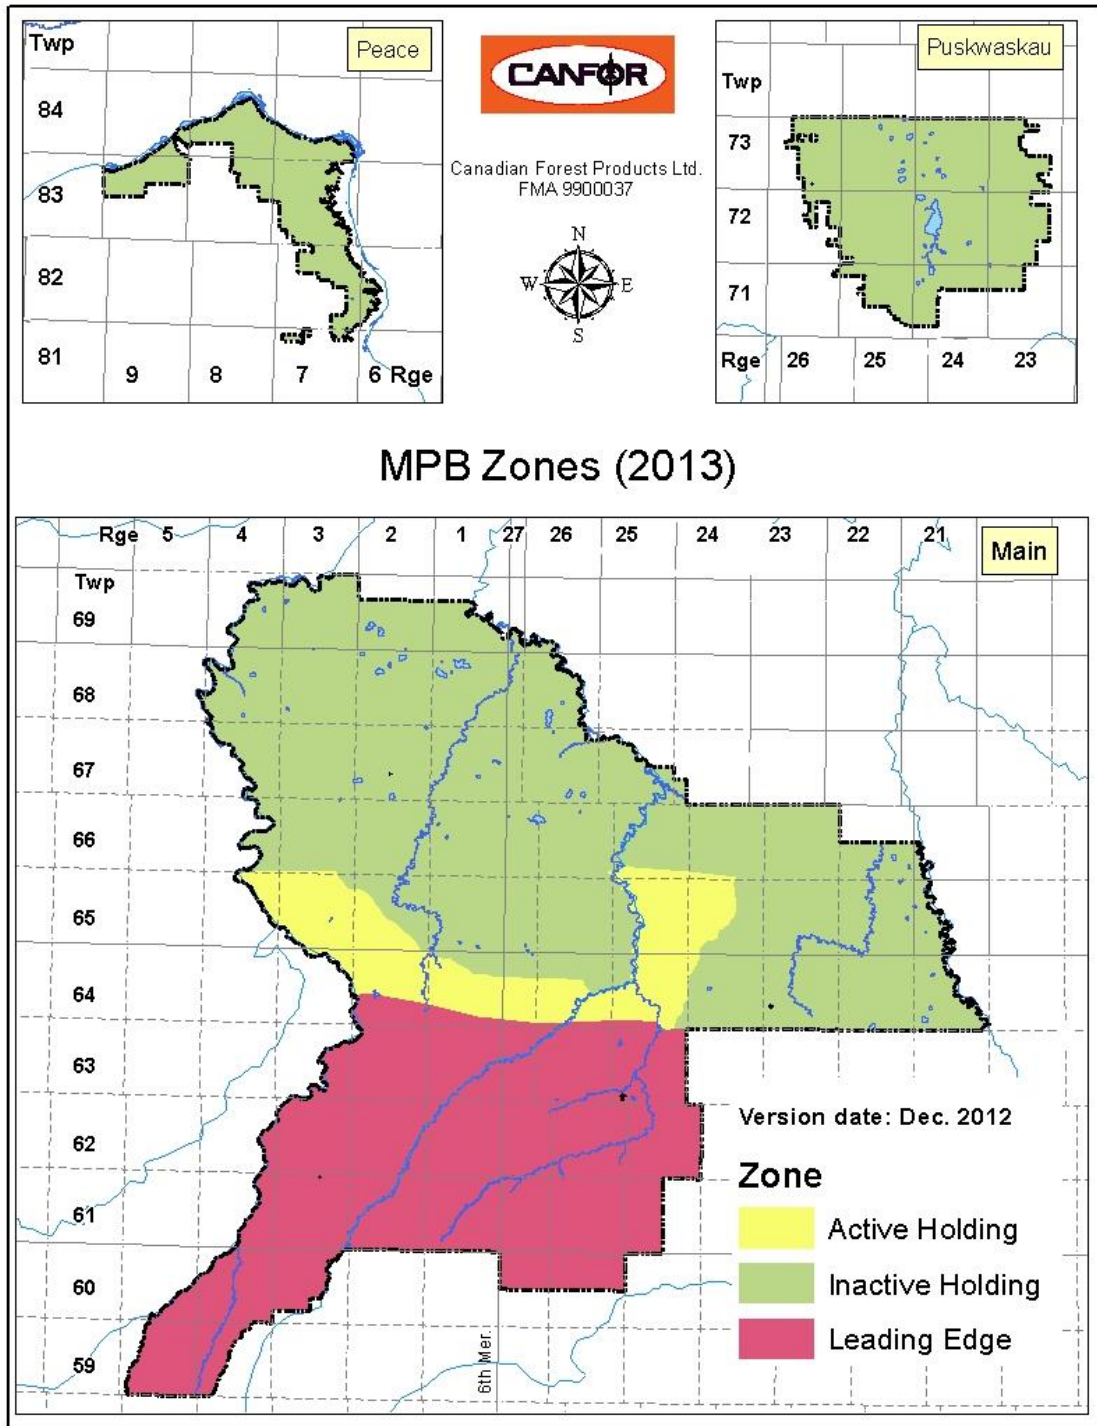 Twp
Peace
84
83
82
81
9 8 7 6 Rge
CANFOR
Canadian Forest Products Ltd.
FMA 9900037
N
W E
S
Puskwaskau
Twp
73
72
71
Rge 26 25 24 23
MPB Zones (2013)
Rge 5 4 3 2 1 27 26 25 24 23 22 21
Main
Twp
69
68
67
66
65
64
63
62
61
60
59
6th Mer.
Version date: Dec. 2012
Zone
Active Holding
Inactive Holding
Leading Edge